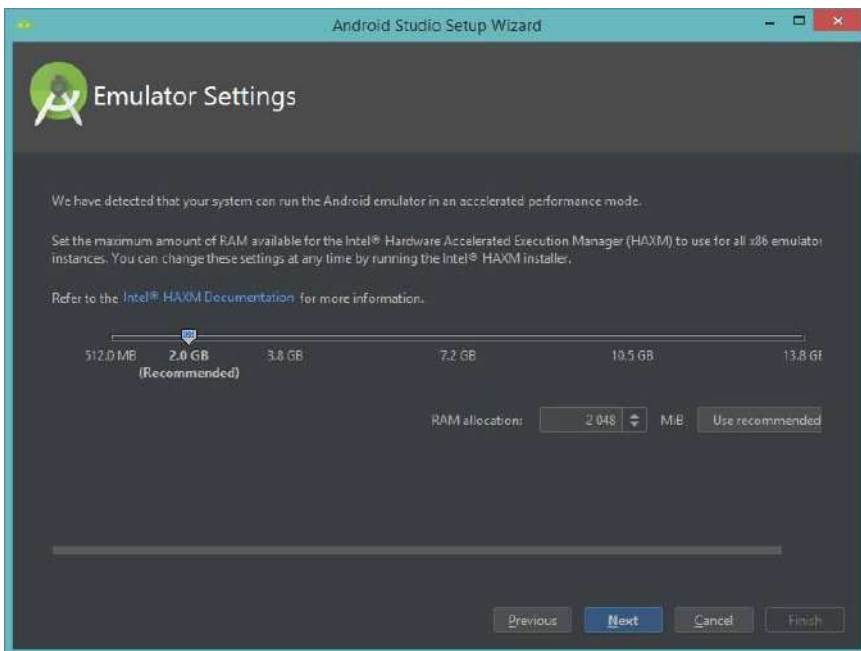 Android Studio Setup Wizard
Emulator Settings
We have detected that your system can run the Android emulator in an accelerated performance mode.
Set the maximum amount of RAM available for the Intel® Hardware Accelerated Execution Manager (HAXM) to use for all x86 emulator
instances. You can change these settings at any time by running the Intel® HAXM installer.
Refer to the Intel® HAXM Documentation for more information.
512.0 MB 2.0 GB 3.8 GB 7.2 GB 10.5 GB 13.8 GB
(Recommended)
RAM allocation: 2 048 MiB Use recommended
Previous Next Cancel Finish